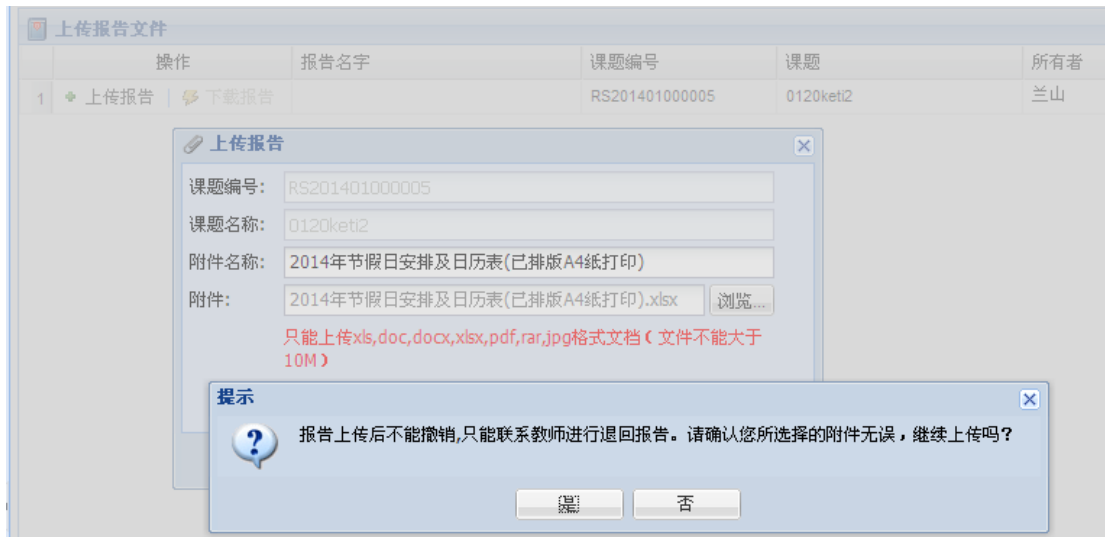 上传报告文件
操作 报告名字 课题编号 课题 所有者
1 上传报告 | 下载报告 RS201401000005 0120keti2 兰山
上传报告
课题编号: RS201401000005
课题名称: 0120keti2
附件名称: 2014年节假日安排及日历表(已排版A4纸打印)
附件: 2014年节假日安排及日历表(已排版A4纸打印).xlsx 浏览...
只能上传xls,doc,docx,xlsx,pdf,rar,jpg格式文档(文件不能大于
10M)
提示
报告上传后不能撤销,只能联系教师进行退回报告。请确认您所选择的附件无误，继续上传吗?
是 否